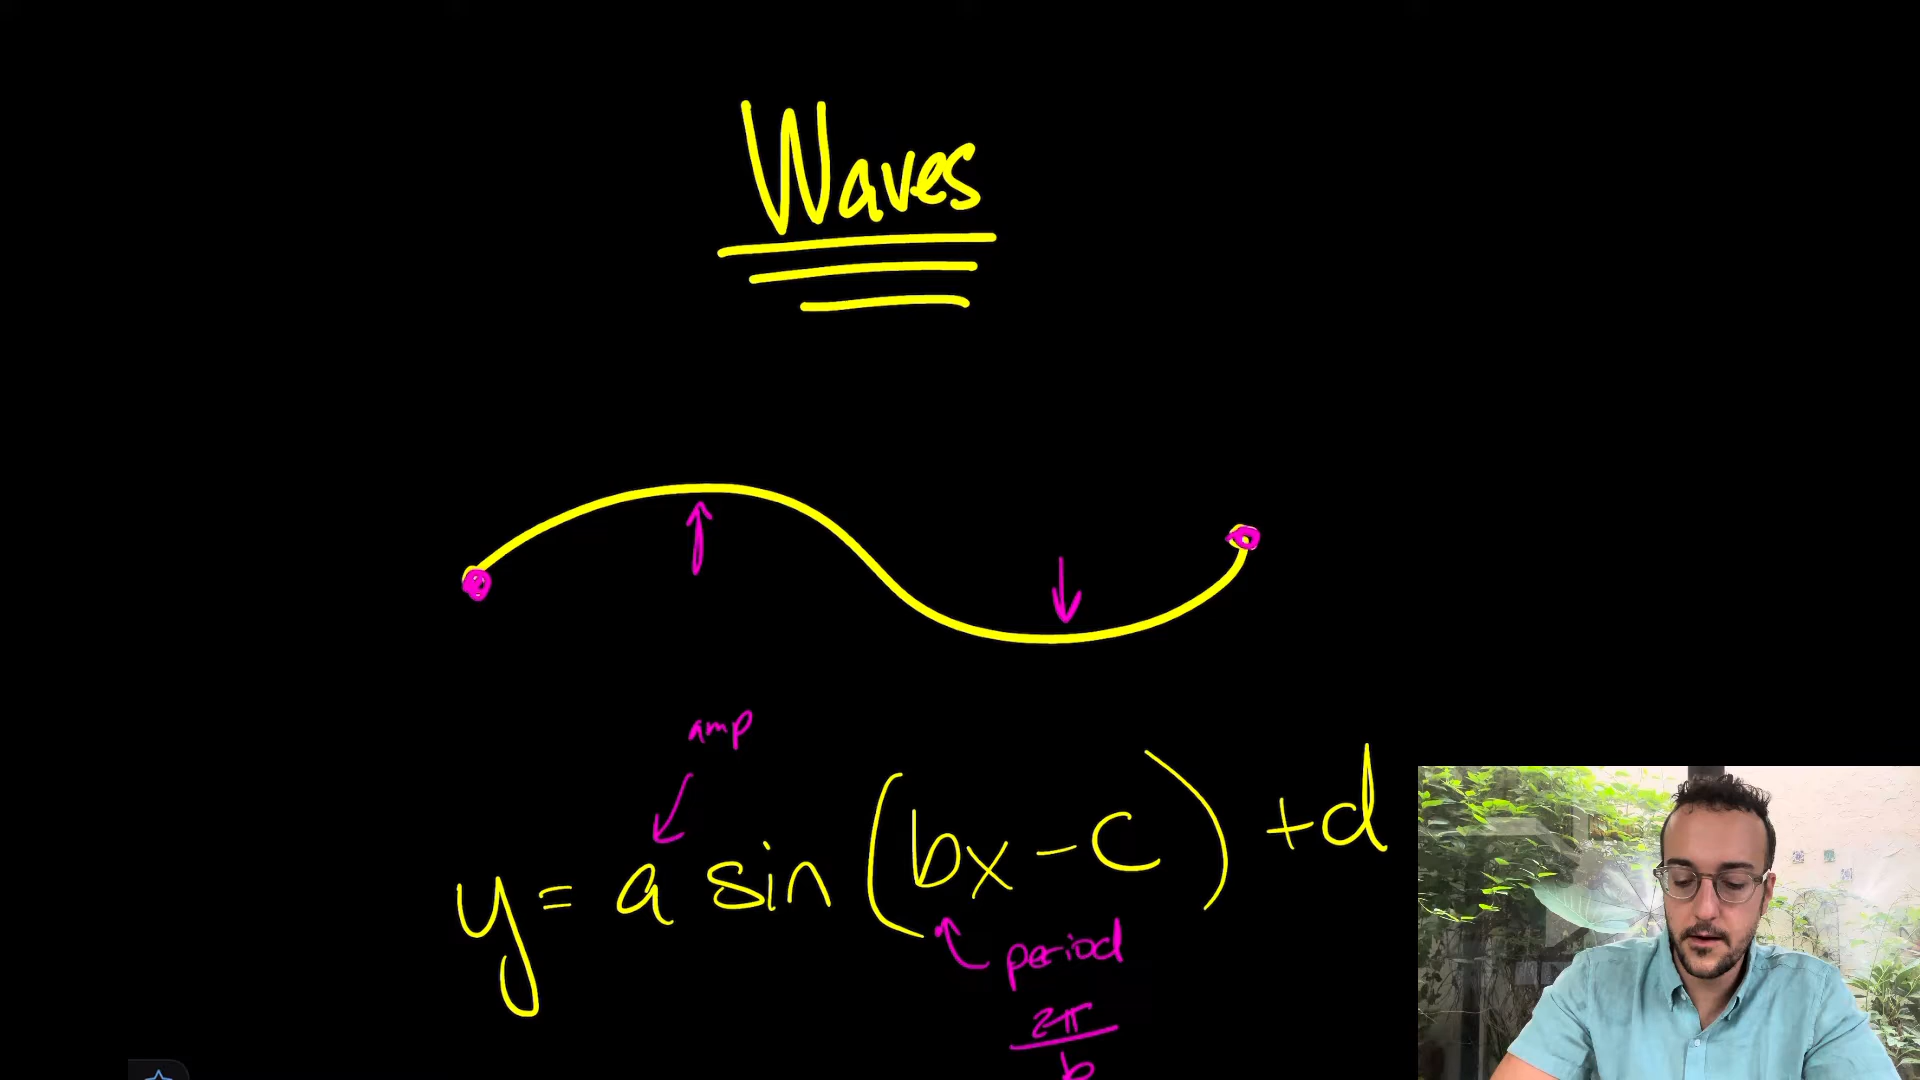 Waves
amp
y = a sin (bx - c) + d
period
2π
b